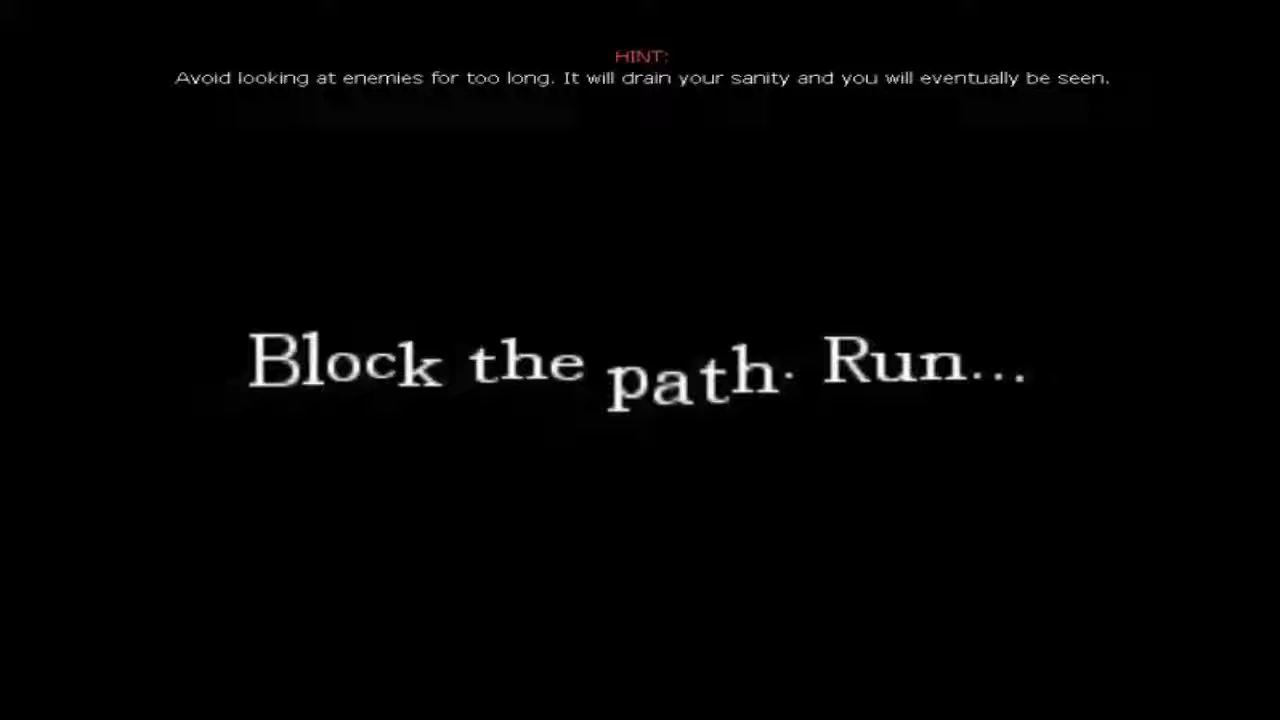 HINT:
Avoid looking at enemies for too long. It will drain your sanity and you will eventually be seen.
Block the path. Run...